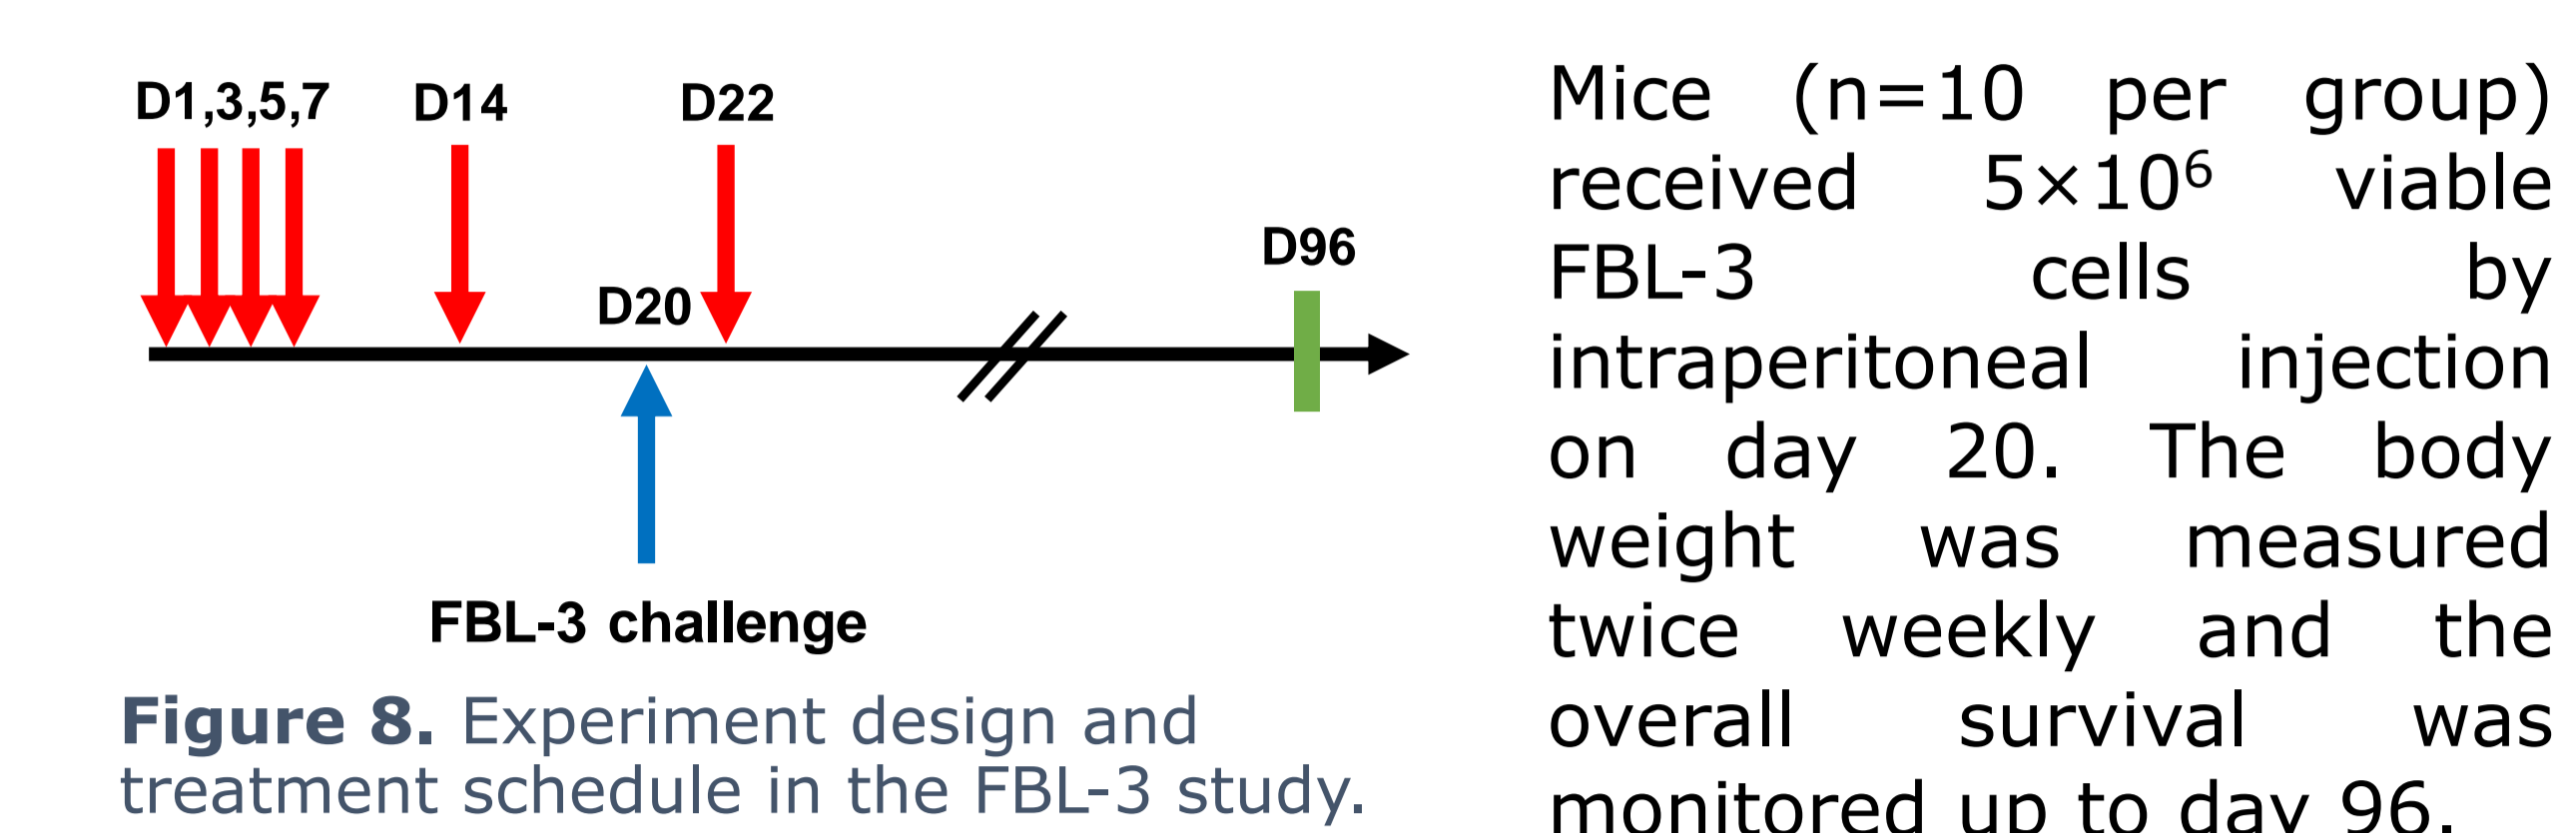 D1,3,5,7
D14
D22
D20
D96
FBL-3 challenge
Figure 8. Experiment design and
treatment schedule in the FBL-3 study.
Mice (n=10 per group)
received 5×10⁶ viable
FBL-3 cells by
intraperitoneal injection
on day 20. The body
weight was measured
twice weekly and the
overall survival was
monitored up to day 96.